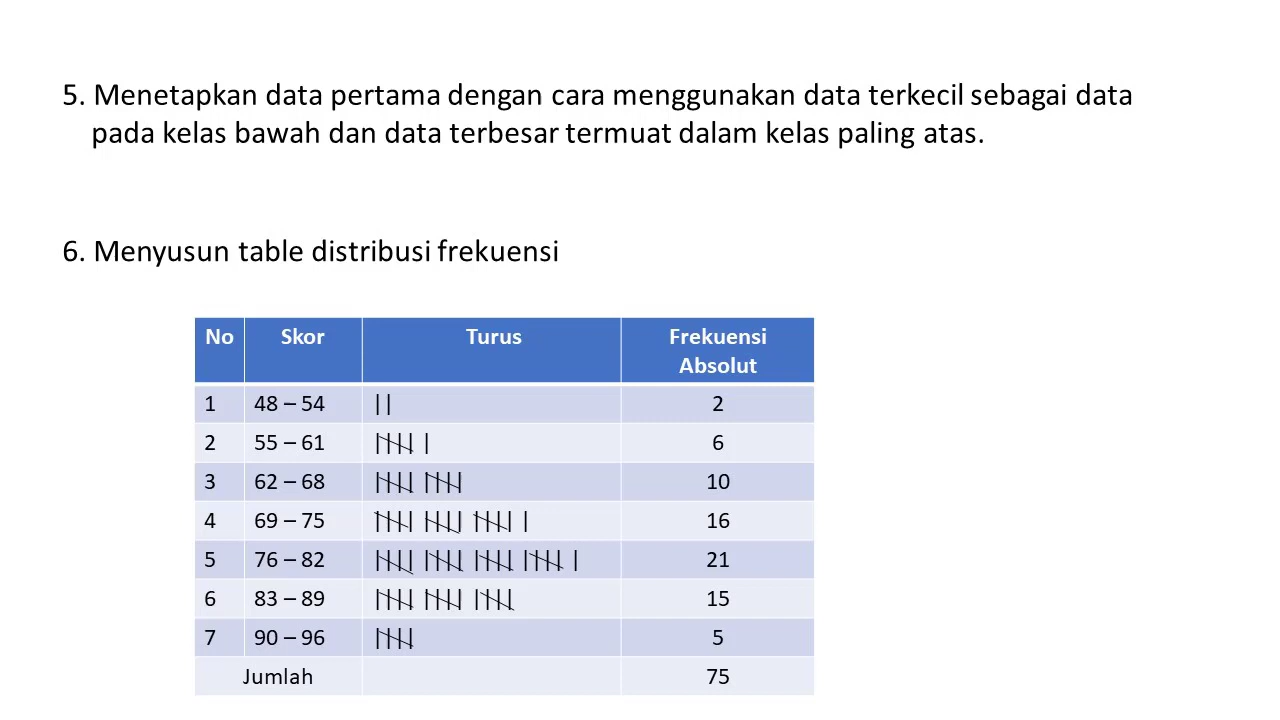 5. Menetapkan data pertama dengan cara menggunakan data terkecil sebagai data
pada kelas bawah dan data terbesar termuat dalam kelas paling atas.
6. Menyusun table distribusi frekuensi
No Skor Turus Frekuensi Absolut
1 48 – 54 || 2
2 55 – 61 |||| | 6
3 62 – 68 |||| |||| 10
4 69 – 75 |||| |||| |||| | 16
5 76 – 82 |||| |||| |||| |||| | 21
6 83 – 89 |||| |||| |||| 15
7 90 – 96 |||| 5
Jumlah 75